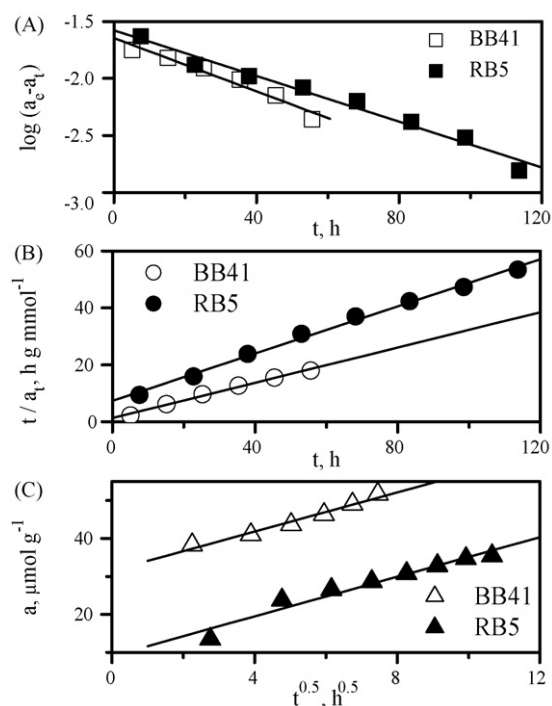 (A)
-1.5
-2.0
-2.5
-3.0
log (a_e-a_t)
BB41
RB5
0 40 80 120
t, h
(B)
60
40
20
0
t / a_t, h g mmol⁻¹
BB41
RB5
0 40 80 120
t, h
(C)
40
20
a, μmol g⁻¹
BB41
RB5
0 4 8 12
t^0.5, h^0.5